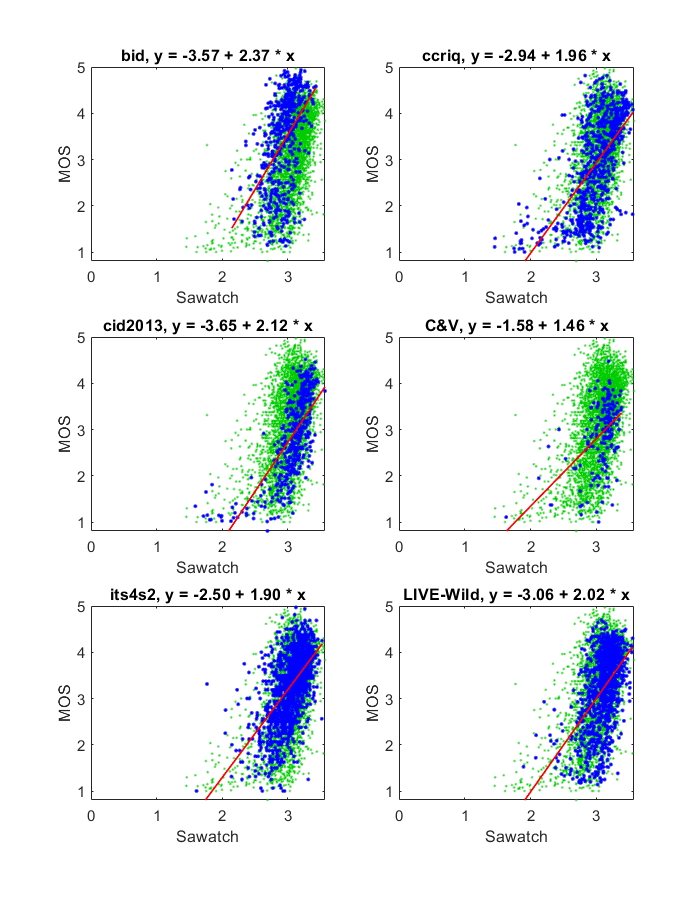 bid, y = -3.57 + 2.37 * x
ccriq, y = -2.94 + 1.96 * x
5
4
3
2
1
MOS
0 1 2 3
Sawatch
5
4
3
2
1
MOS
0 1 2 3
Sawatch
cid2013, y = -3.65 + 2.12 * x
C&V, y = -1.58 + 1.46 * x
5
4
3
2
1
MOS
0 1 2 3
Sawatch
5
4
3
2
1
MOS
0 1 2 3
Sawatch
its4s2, y = -2.50 + 1.90 * x
LIVE-Wild, y = -3.06 + 2.02 * x
5
4
3
2
1
MOS
0 1 2 3
Sawatch
5
4
3
2
1
MOS
0 1 2 3
Sawatch